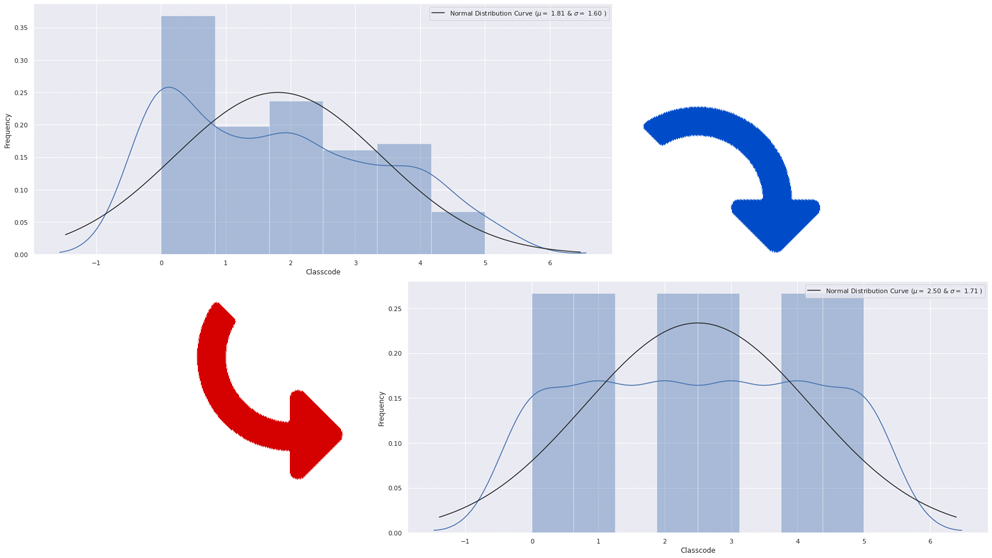 Normal Distribution Curve (μ = 1.81 & σ = 1.60 )
0.35
0.30
0.25
0.20
0.15
0.10
0.05
0.00
Frequency
−1 0 1 2 3 4 5 6
Classcode
Normal Distribution Curve (μ = 2.50 & σ = 1.71 )
0.25
0.20
0.15
0.10
0.05
0.00
Frequency
−1 0 1 2 3 4 5 6
Classcode